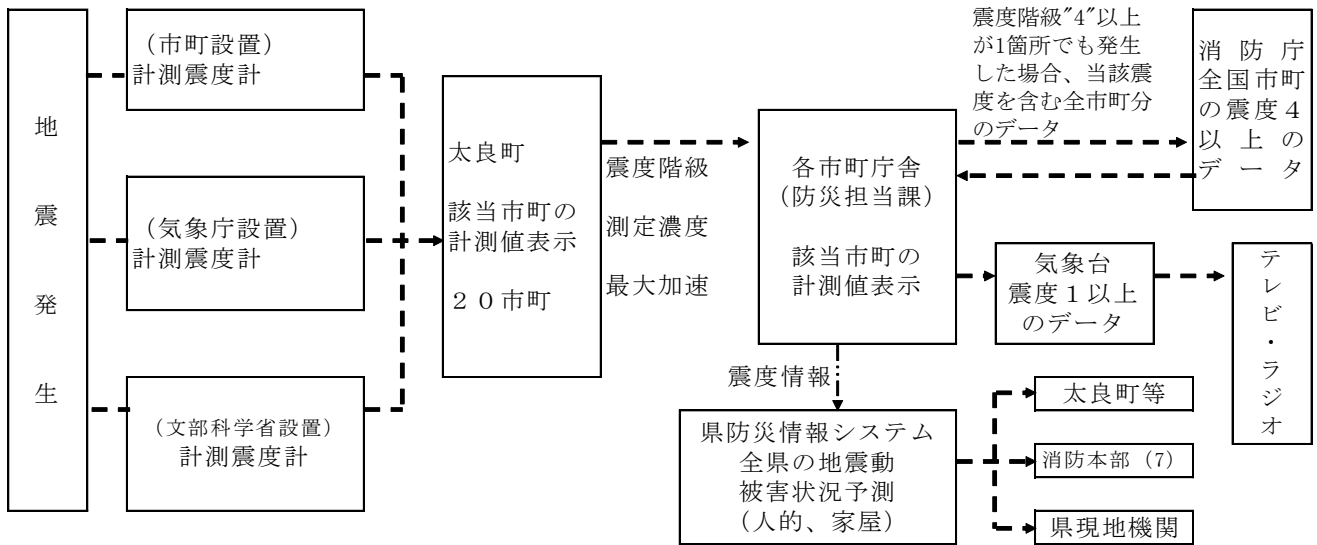 地震発生
（市町設置）
計測震度計
（気象庁設置）
計測震度計
（文部科学省設置）
計測震度計
太良町
該当市町の
計測値表示
２０市町
震度階級
測定濃度
最大加速
各市町庁舎
（防災担当課）
該当市町の
計測値表示
震度階級"4"以上
が1箇所でも発生
した場合、当該震
度を含む全市町分
のデータ
消防庁
全国市町
の震度４
以上の
データ
気象台
震度１以上
のデータ
テレビ・ラジオ
震度情報
県防災情報システム
全県の地震動
被害状況予測
（人的、家屋）
太良町等
消防本部（7）
県現地機関